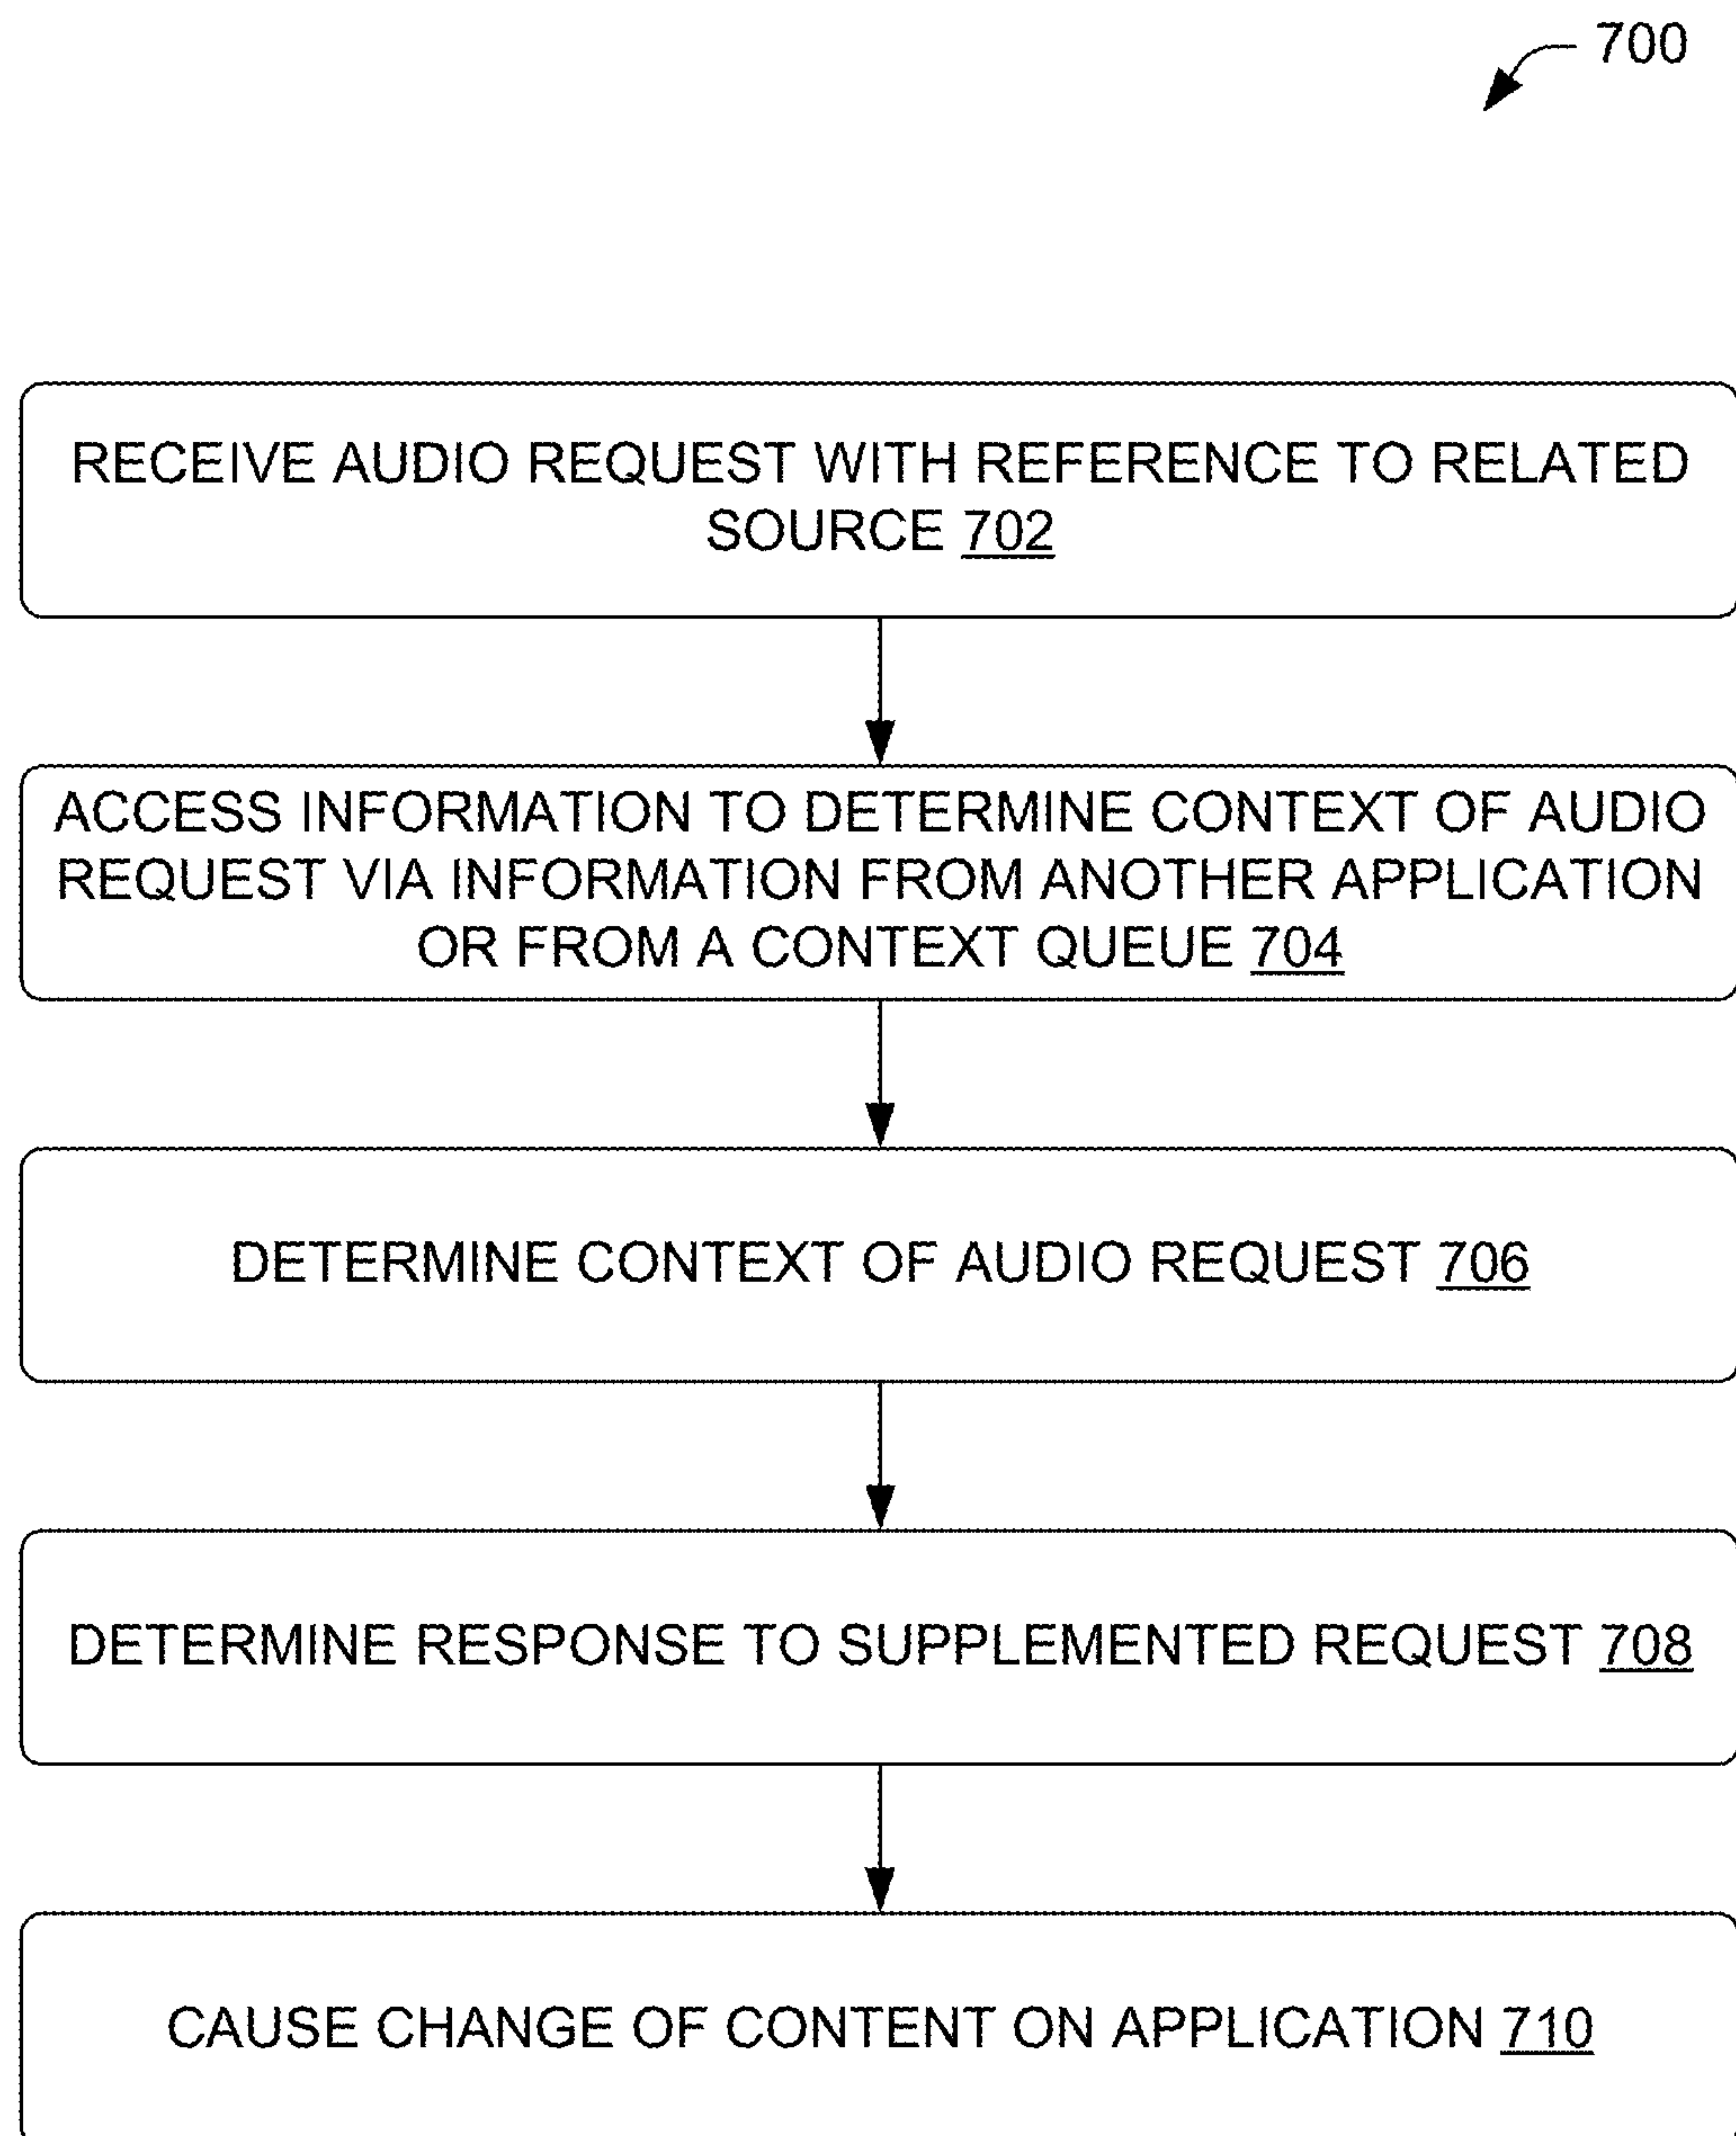 700
RECEIVE AUDIO REQUEST WITH REFERENCE TO RELATED
SOURCE 702
ACCESS INFORMATION TO DETERMINE CONTEXT OF AUDIO
REQUEST VIA INFORMATION FROM ANOTHER APPLICATION
OR FROM A CONTEXT QUEUE 704
DETERMINE CONTEXT OF AUDIO REQUEST 706
DETERMINE RESPONSE TO SUPPLEMENTED REQUEST 708
CAUSE CHANGE OF CONTENT ON APPLICATION 710